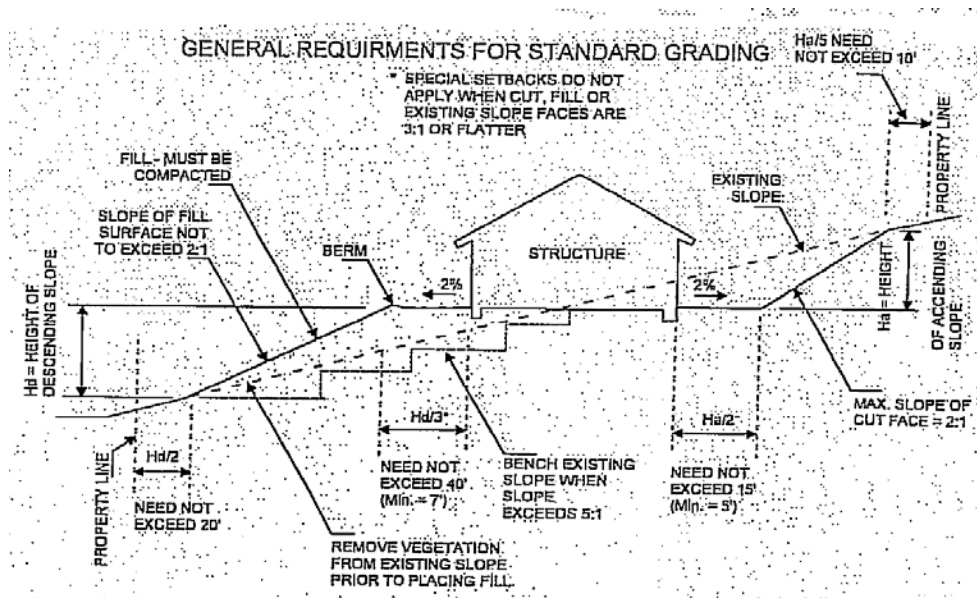 GENERAL REQUIRMENTS FOR STANDARD GRADING
* SPECIAL SETBACKS DO NOT
APPLY WHEN CUT, FILL OR
EXISTING SLOPE FACES ARE
3:1 OR FLATTER
Ha/5 NEED
NOT EXCEED 10'
PROPERTY LINE
FILL - MUST BE
COMPACTED
SLOPE OF FILL
SURFACE NOT
TO EXCEED 2:1
BERM
2%
STRUCTURE
EXISTING
SLOPE
2%
Hd = HEIGHT OF
DESCENDING SLOPE
Ha = HEIGHT
OF ACCENDING
SLOPE
MAX. SLOPE OF
CUT FACE = 2:1
PROPERTY LINE
Hd/2
NEED NOT
EXCEED 20'
Hd/3*
NEED NOT
EXCEED 40'
(Min. = 7')
BENCH EXISTING
SLOPE WHEN
SLOPE
EXCEEDS 5:1
Ha/2
NEED NOT
EXCEED 15'
(Min. = 5')
REMOVE VEGETATION
FROM EXISTING SLOPE
PRIOR TO PLACING FILL